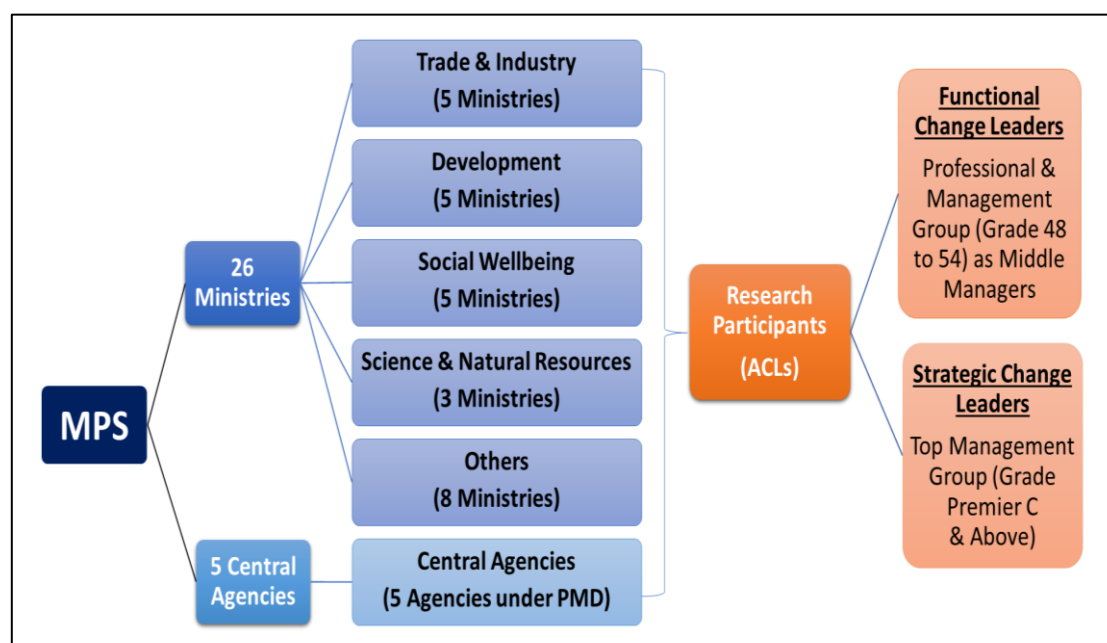 MPS
26
Ministries
5 Central
Agencies
Trade & Industry
(5 Ministries)
Development
(5 Ministries)
Social Wellbeing
(5 Ministries)
Science & Natural Resources
(3 Ministries)
Others
(8 Ministries)
Central Agencies
(5 Agencies under PMD)
Research
Participants
(ACLs)
Functional
Change Leaders
Professional &
Management
Group (Grade 48
to 54) as Middle
Managers
Strategic Change
Leaders
Top Management
Group (Grade
Premier C
& Above)